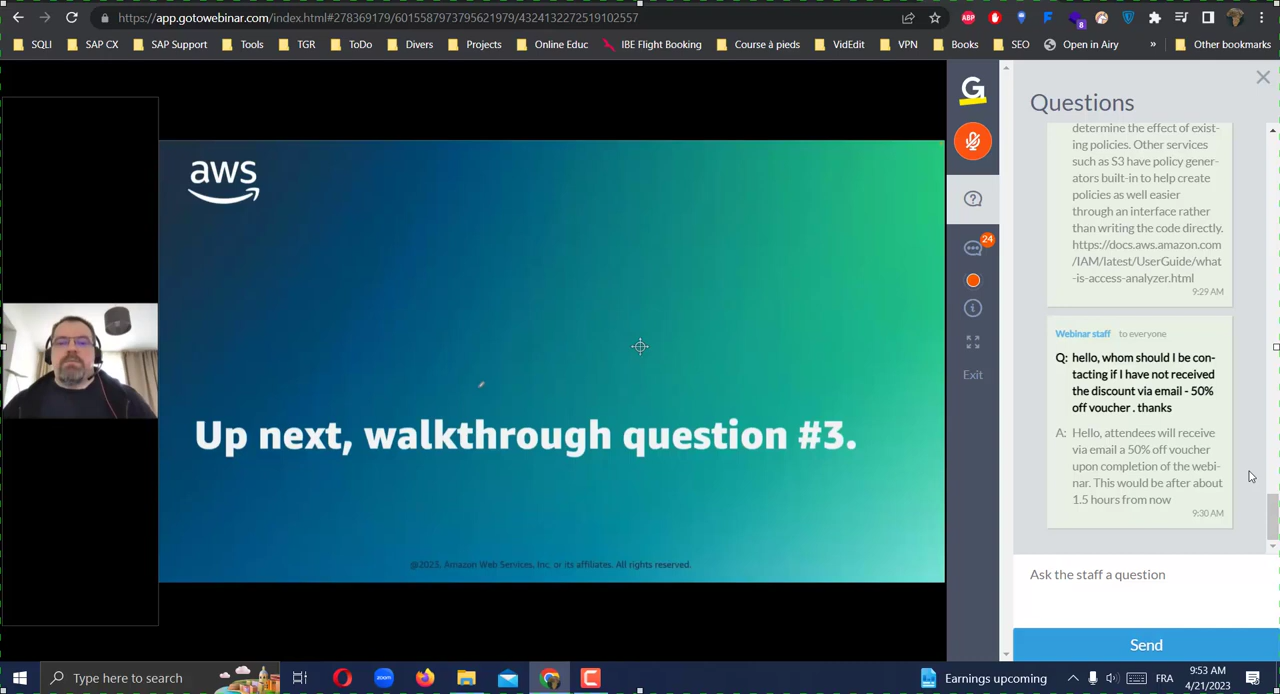 https://app.gotowebinar.com/index.html#278369179/6015587973795621979/4324132272519102557
ABP
8
SQLI
SAP CX
SAP Support
Tools
TGR
ToDo
Divers
Projects
Online Educ
IBE Flight Booking
Course à pieds
VidEdit
VPN
Books
SEO
Open in Airy
»
Other bookmarks
aws
Up next, walkthrough question #3.
@2023, Amazon Web Services, Inc, or its affiliates. All rights reserved.
G
24
Exit
Questions
determine the effect of exist-
ing policies. Other services
such as S3 have policy gener-
ators built-in to help create
policies as well easier
through an interface rather
than writing the code directly.
https://docs.aws.amazon.com
/IAM/latest/UserGuide/what
-is-access-analyzer.html
9:29 AM
Webinar staff to everyone
Q: hello, whom should I be con-
tacting if I have not received
the discount via email - 50%
off voucher . thanks
A: Hello, attendees will receive
via email a 50% off voucher
upon completion of the webi-
nar. This would be after about
1.5 hours from now
9:30 AM
Ask the staff a question
Send
Type here to search
zoom
Earnings upcoming
FRA
9:53 AM
4/21/2023